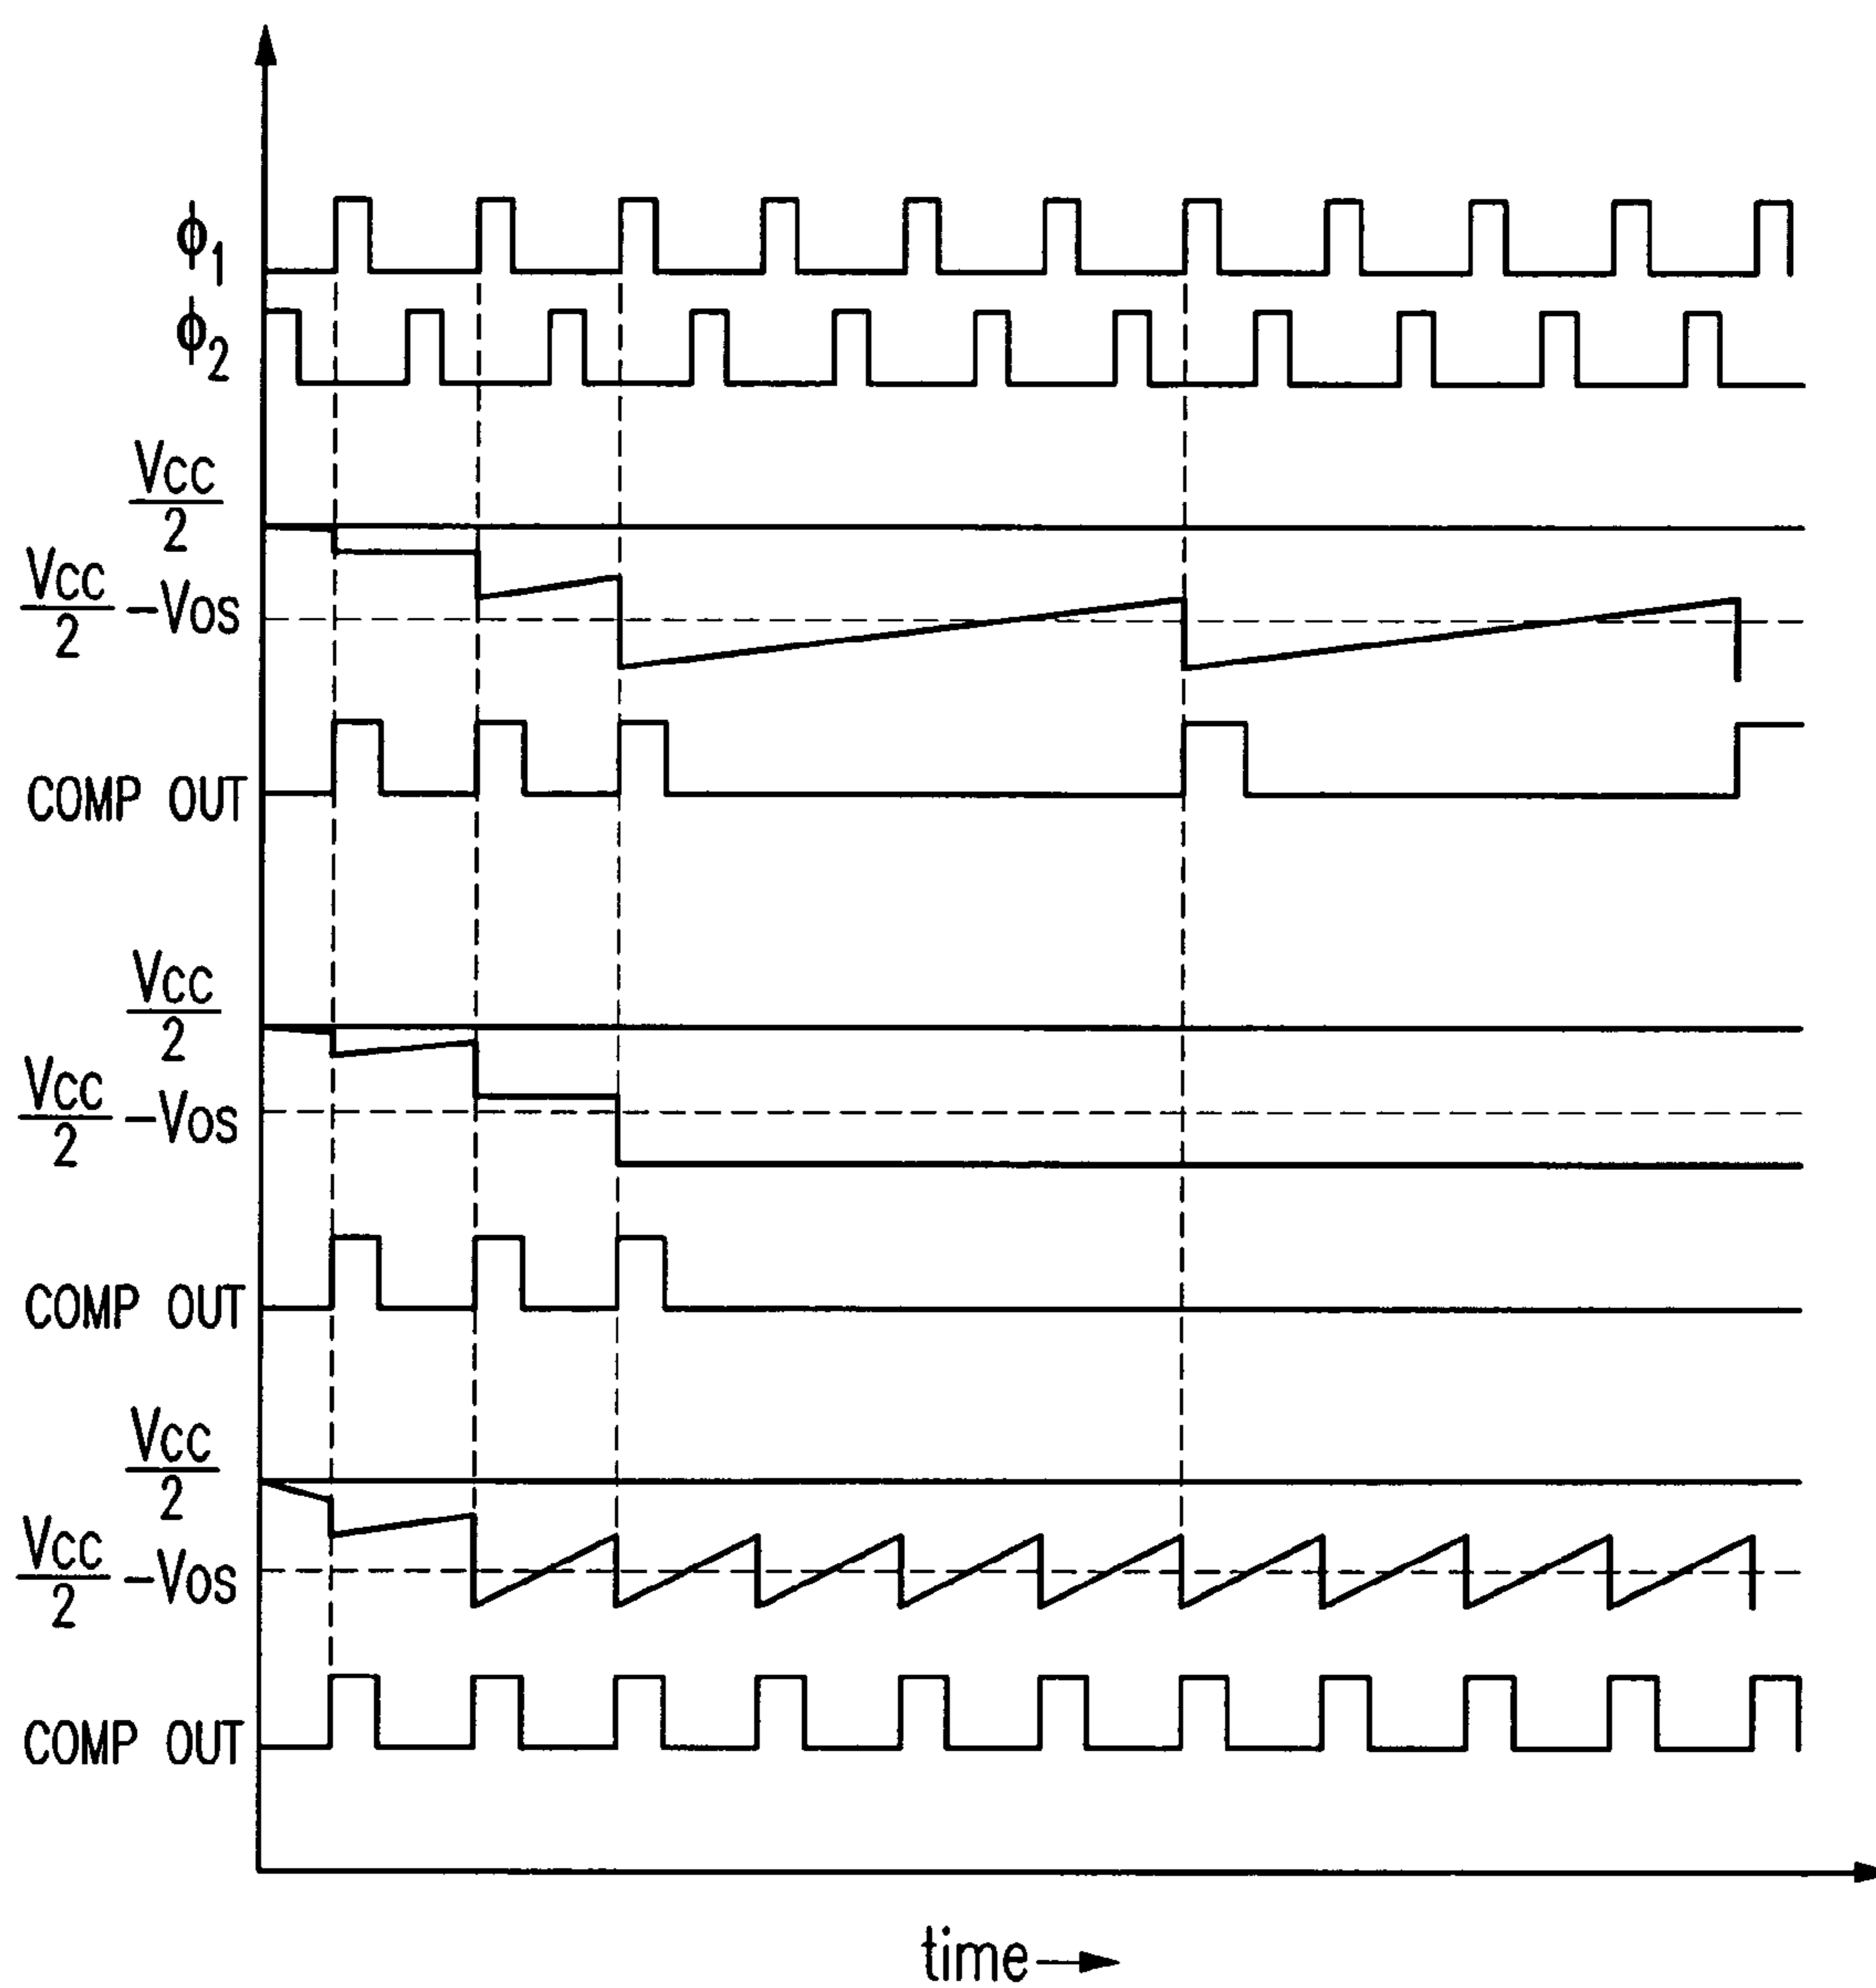 ϕ1
ϕ2
VCC/2
VCC/2 –VOS
COMP OUT
VCC/2
VCC/2 –VOS
COMP OUT
VCC/2
VCC/2 –VOS
COMP OUT
time